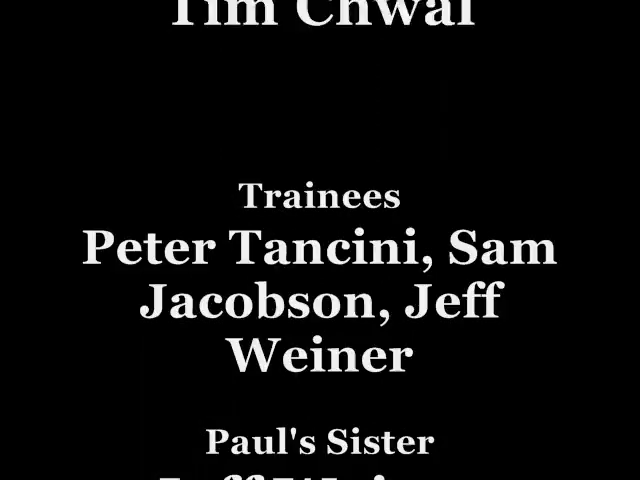 Tim Chwal
Trainees
Peter Tancini, Sam
Jacobson, Jeff
Weiner
Paul's Sister